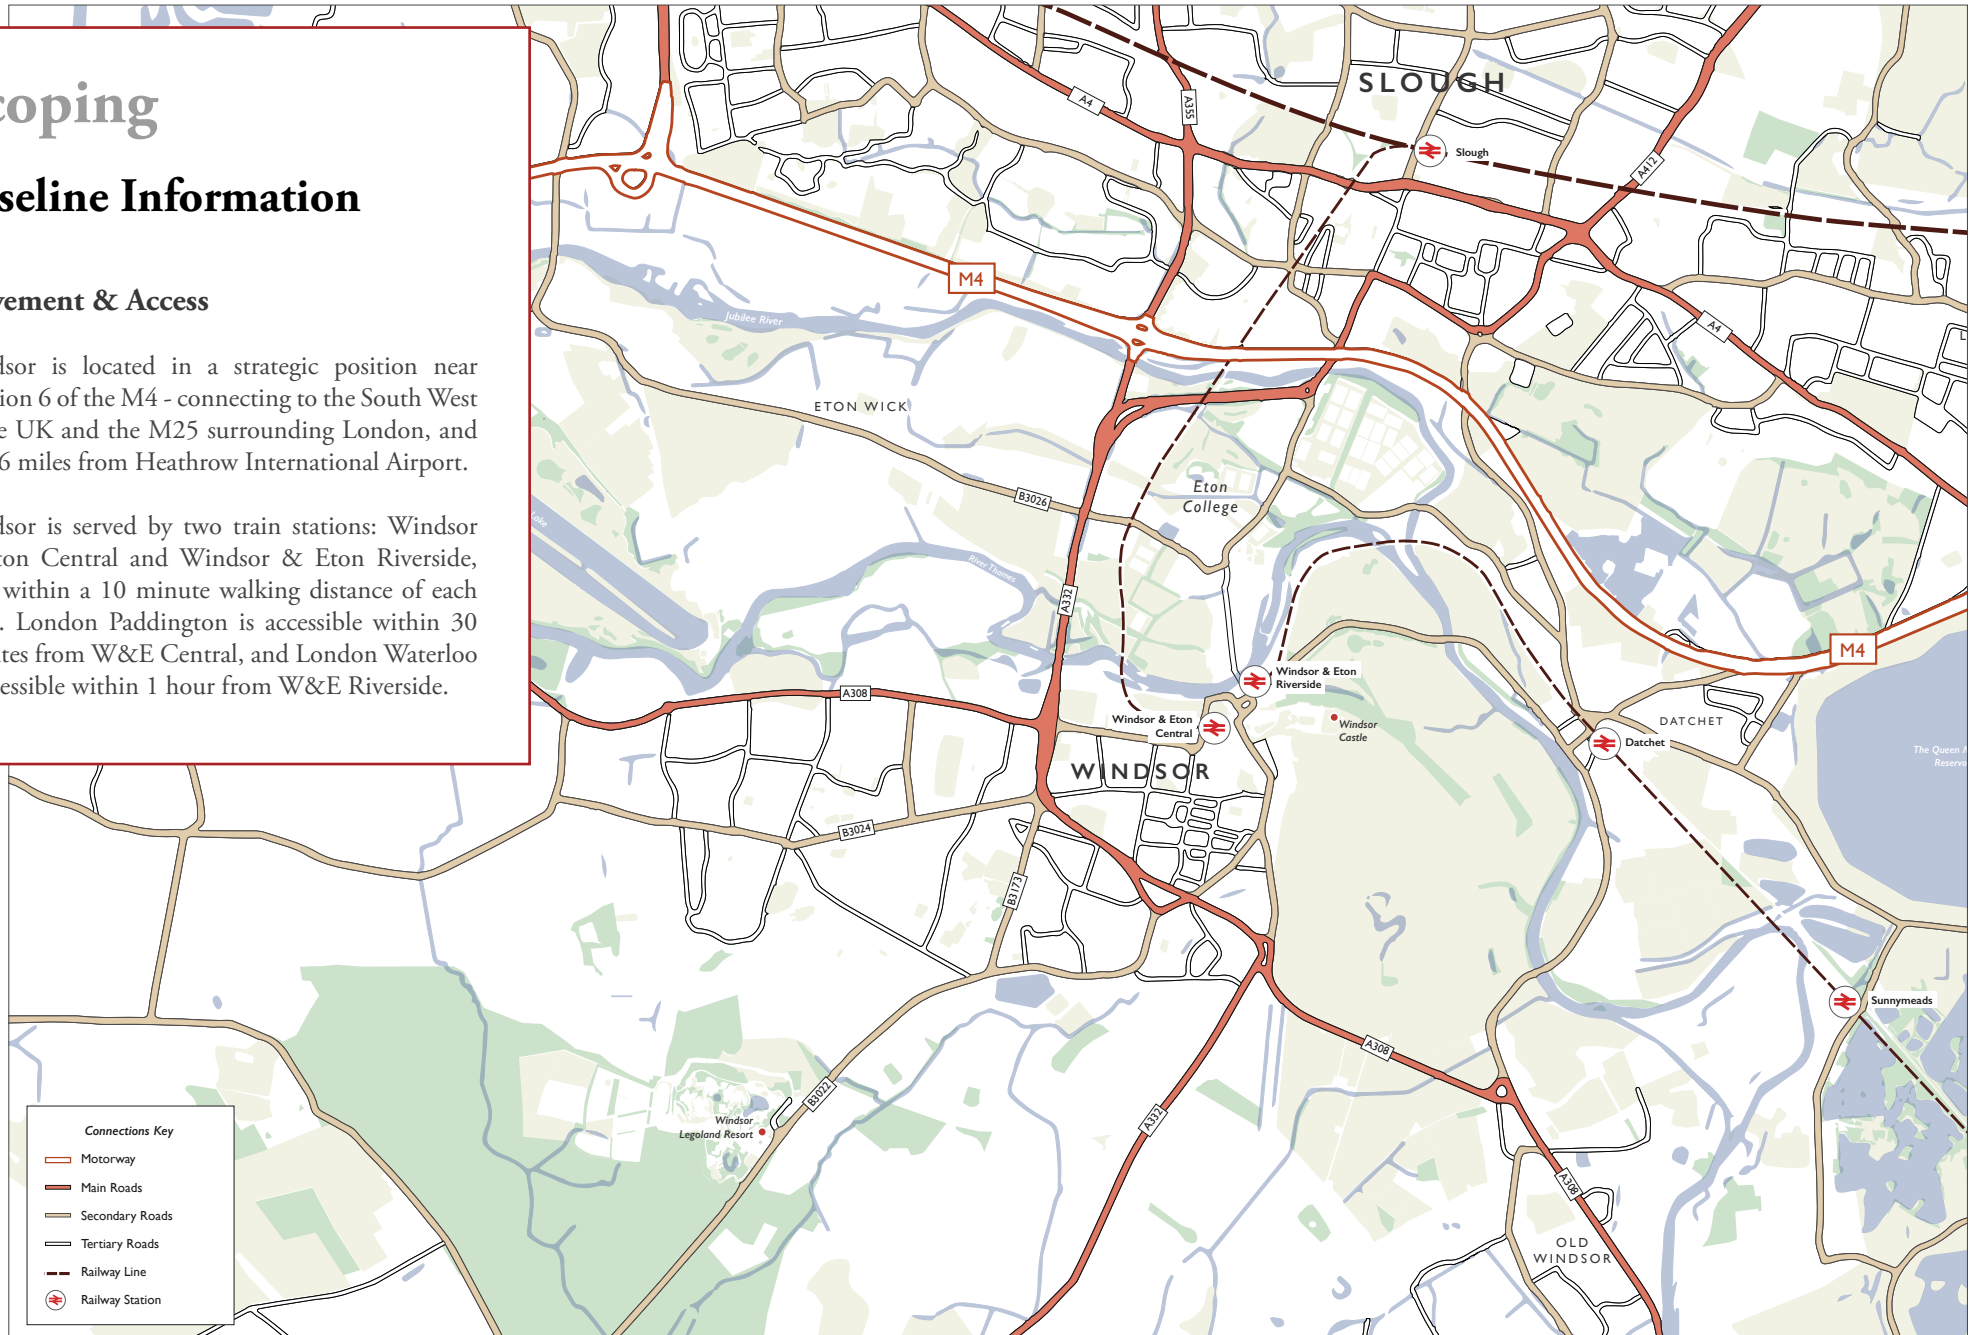 coping
seline Information
vement & Access
dsor is located in a strategic position near
ion 6 of the M4 - connecting to the South West
e UK and the M25 surrounding London, and
6 miles from Heathrow International Airport.
dsor is served by two train stations: Windsor
ton Central and Windsor & Eton Riverside,
within a 10 minute walking distance of each
. London Paddington is accessible within 30
tes from W&E Central, and London Waterloo
essible within 1 hour from W&E Riverside.
SLOUGH
A4
A355
Slough
A412
M4
Jubilee River
A4
L
ETON WICK
B3026
Eton
College
Lake
River Thames
A332
M4
Windsor & Eton
Riverside
A308
Windsor & Eton
Central
Windsor
Castle
DATCHET
Datchet
The Queen M
Reservo
WINDSOR
B3024
B3173
Sunnymeads
A308
B3022
Windsor
Legoland Resort
A332
A308
OLD
WINDSOR
Connections Key
Motorway
Main Roads
Secondary Roads
Tertiary Roads
Railway Line
Railway Station